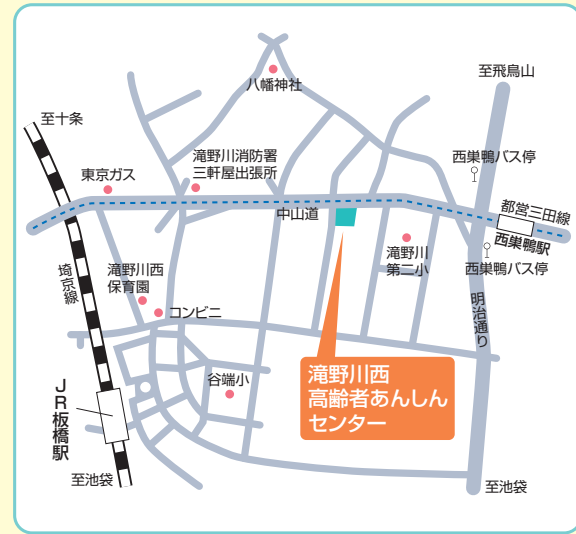 至飛鳥山
八幡神社
至十条
西巣鴨バス停
滝野川消防署
三軒屋出張所
東京ガス
中山道
都営三田線
西巣鴨駅
滝野川
第二小
西巣鴨バス停
埼京線
滝野川西
保育園
コンビニ
明治通り
滝野川西
高齢者あんしん
センター
谷端小
JR板橋駅
至池袋
至池袋